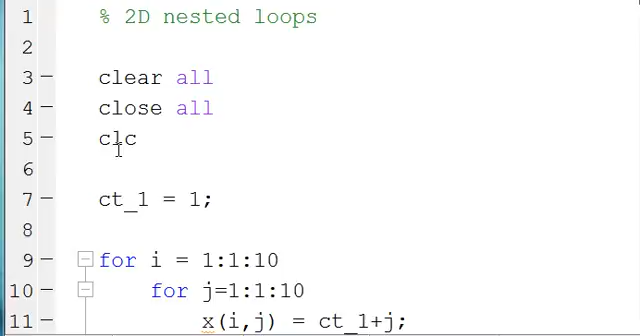 1 % 2D nested loops
2
3 clear all
4 close all
5 clc
6
7 ct_1 = 1;
8
9 for i = 1:1:10
10 for j=1:1:10
11 x(i,j) = ct_1+j;